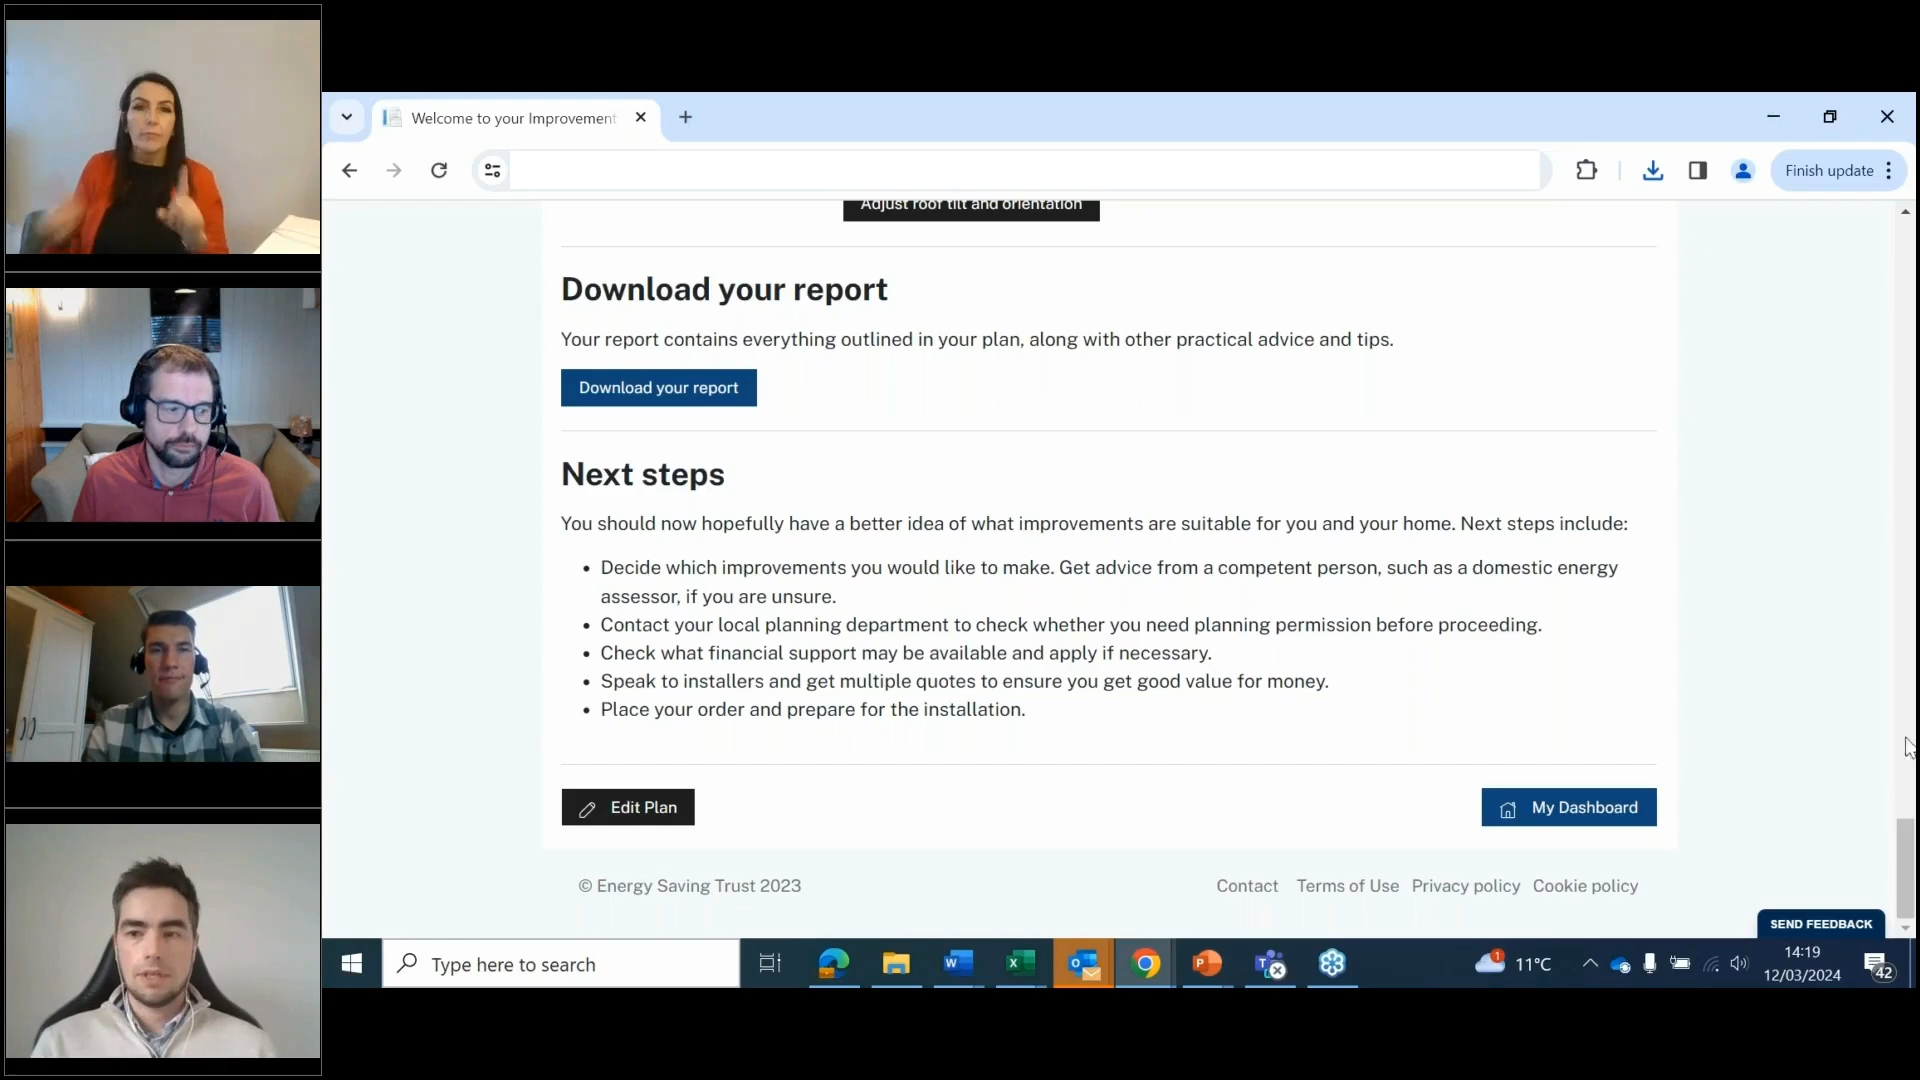 Welcome to your Improvement
Finish update
Adjust roof tilt and orientation
Download your report
Your report contains everything outlined in your plan, along with other practical advice and tips.
Download your report
Next steps
You should now hopefully have a better idea of what improvements are suitable for you and your home. Next steps include:
• Decide which improvements you would like to make. Get advice from a competent person, such as a domestic energy
assessor, if you are unsure.
• Contact your local planning department to check whether you need planning permission before proceeding.
• Check what financial support may be available and apply if necessary.
• Speak to installers and get multiple quotes to ensure you get good value for money.
• Place your order and prepare for the installation.
Edit Plan
My Dashboard
© Energy Saving Trust 2023
Contact Terms of Use Privacy policy Cookie policy
SEND FEEDBACK
Type here to search
1
11°C
14:19
12/03/2024
42